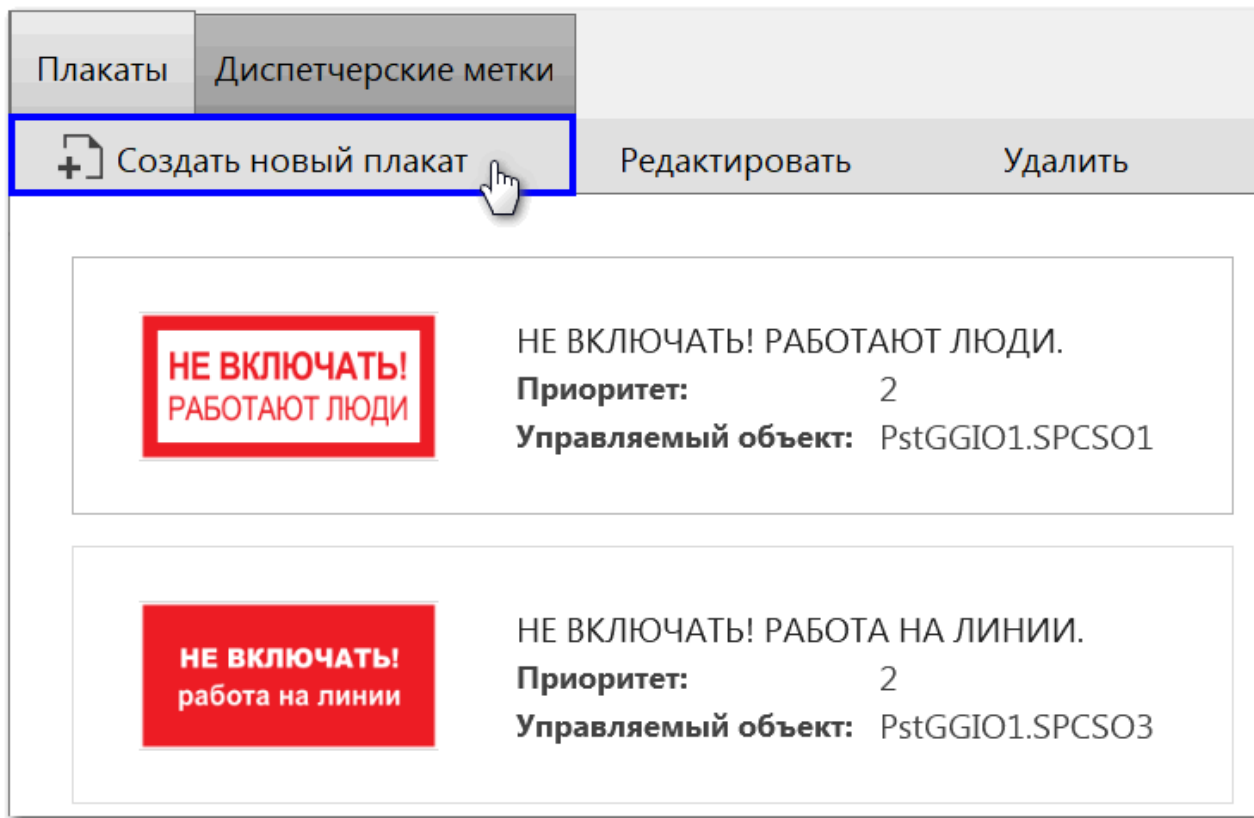 Плакаты Диспетчерские метки
Создать новый плакат Редактировать Удалить
НЕ ВКЛЮЧАТЬ!
РАБОТАЮТ ЛЮДИ
НЕ ВКЛЮЧАТЬ! РАБОТАЮТ ЛЮДИ.
Приоритет: 2
Управляемый объект: PstGGIO1.SPCSO1
НЕ ВКЛЮЧАТЬ!
работа на линии
НЕ ВКЛЮЧАТЬ! РАБОТА НА ЛИНИИ.
Приоритет: 2
Управляемый объект: PstGGIO1.SPCSO3